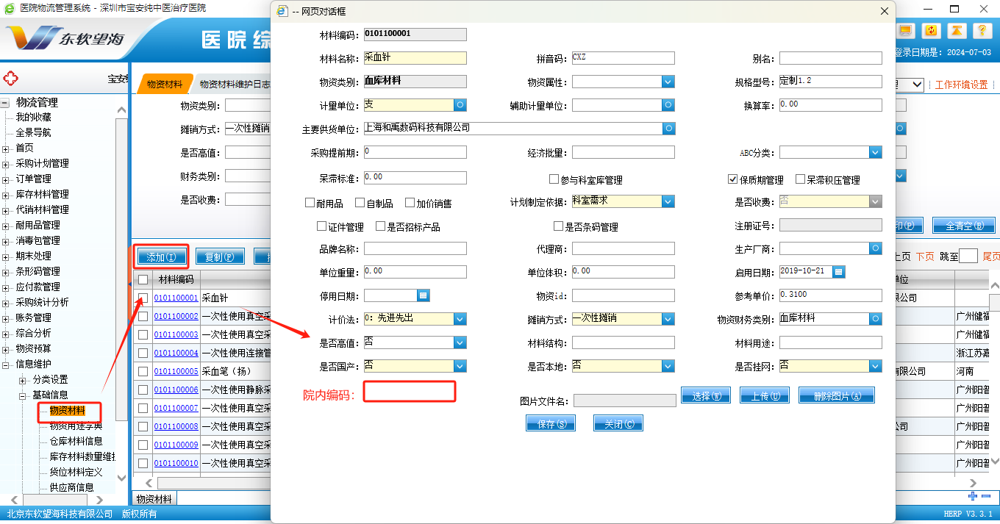 医院物流管理系统 - 深圳市宝安纯中医治疗医院
东软望海
医院综
登录日期是： 2024-07-03
宝安纟
物流管理
我的收藏
全景导航
首页
采购计划管理
订单管理
库存材料管理
代销材料管理
耐用品管理
消毒包管理
期末处理
条形码管理
应付款管理
采购统计分析
账务管理
综合分析
物资预算
信息维护
分类设置
基础信息
物资材料
物资用途字典
仓库材料信息
库存材料数量维护
货位材料定义
供应商信息
物资材料 物资材料维护日志
工作环境设置
物资类别：
摊销方式： 一次性摊销
是否高值：
财务类别：
是否收费：
印(P) 全清空(B)
添加(I) 复制(P)
上页 下页 跳至 尾页
材料编码 单位
0101100001 采血针 限公司
0101100002 一次性使用真空采 广州健福
0101100003 一次性使用真空采 广州健福
0101100004 一次性使用连接管 浙江苏嘉
0101100005 采血笔（扬） 有限公司 河南
0101100006 一次性使用静脉采 广州阳普
0101100007 一次性使用真空采 广州阳普
0101100008 一次性使用真空采 公司 广州阳普
0101100009 一次性使用真空采 广州阳普
0101100010 一次性使用真空采 广州阳普
物资材料
北京东软望海科技有限公司 版权所有
HERP V3.3.1
-- 网页对话框
材料编码： 0101100001
材料名称： 采血针 拼音码： CXZ 别名：
物资类别： 血库材料 物资属性： 规格型号： 定制1.2
计量单位： 支 辅助计量单位： 换算率： 0.00
主要供货单位： 上海和禹数码科技有限公司
采购提前期： 0 经济批量： ABC分类：
呆滞标准： 0.00 参与科室库管理 保质期管理 呆滞积压管理
耐用品 自制品 加价销售 计划制定依据： 科室需求 是否收费： 否
证件管理 是否招标产品 是否条码管理 注册证号：
品牌名称： 代理商： 生产厂商：
单位重量： 0.00 单位体积： 0.00 启用日期： 2019-10-21
停用日期： 物资id： 参考单价： 0.3100
计价法： 0: 先进先出 摊销方式： 一次性摊销 物资财务类别： 血库材料
是否高值： 否 材料结构： 材料用途：
是否国产： 否 是否本地： 否 是否挂网： 否
院内编码： 图片文件名： 选择(W) 上传(U) 删除图片(A)
保存(S) 关闭(C)